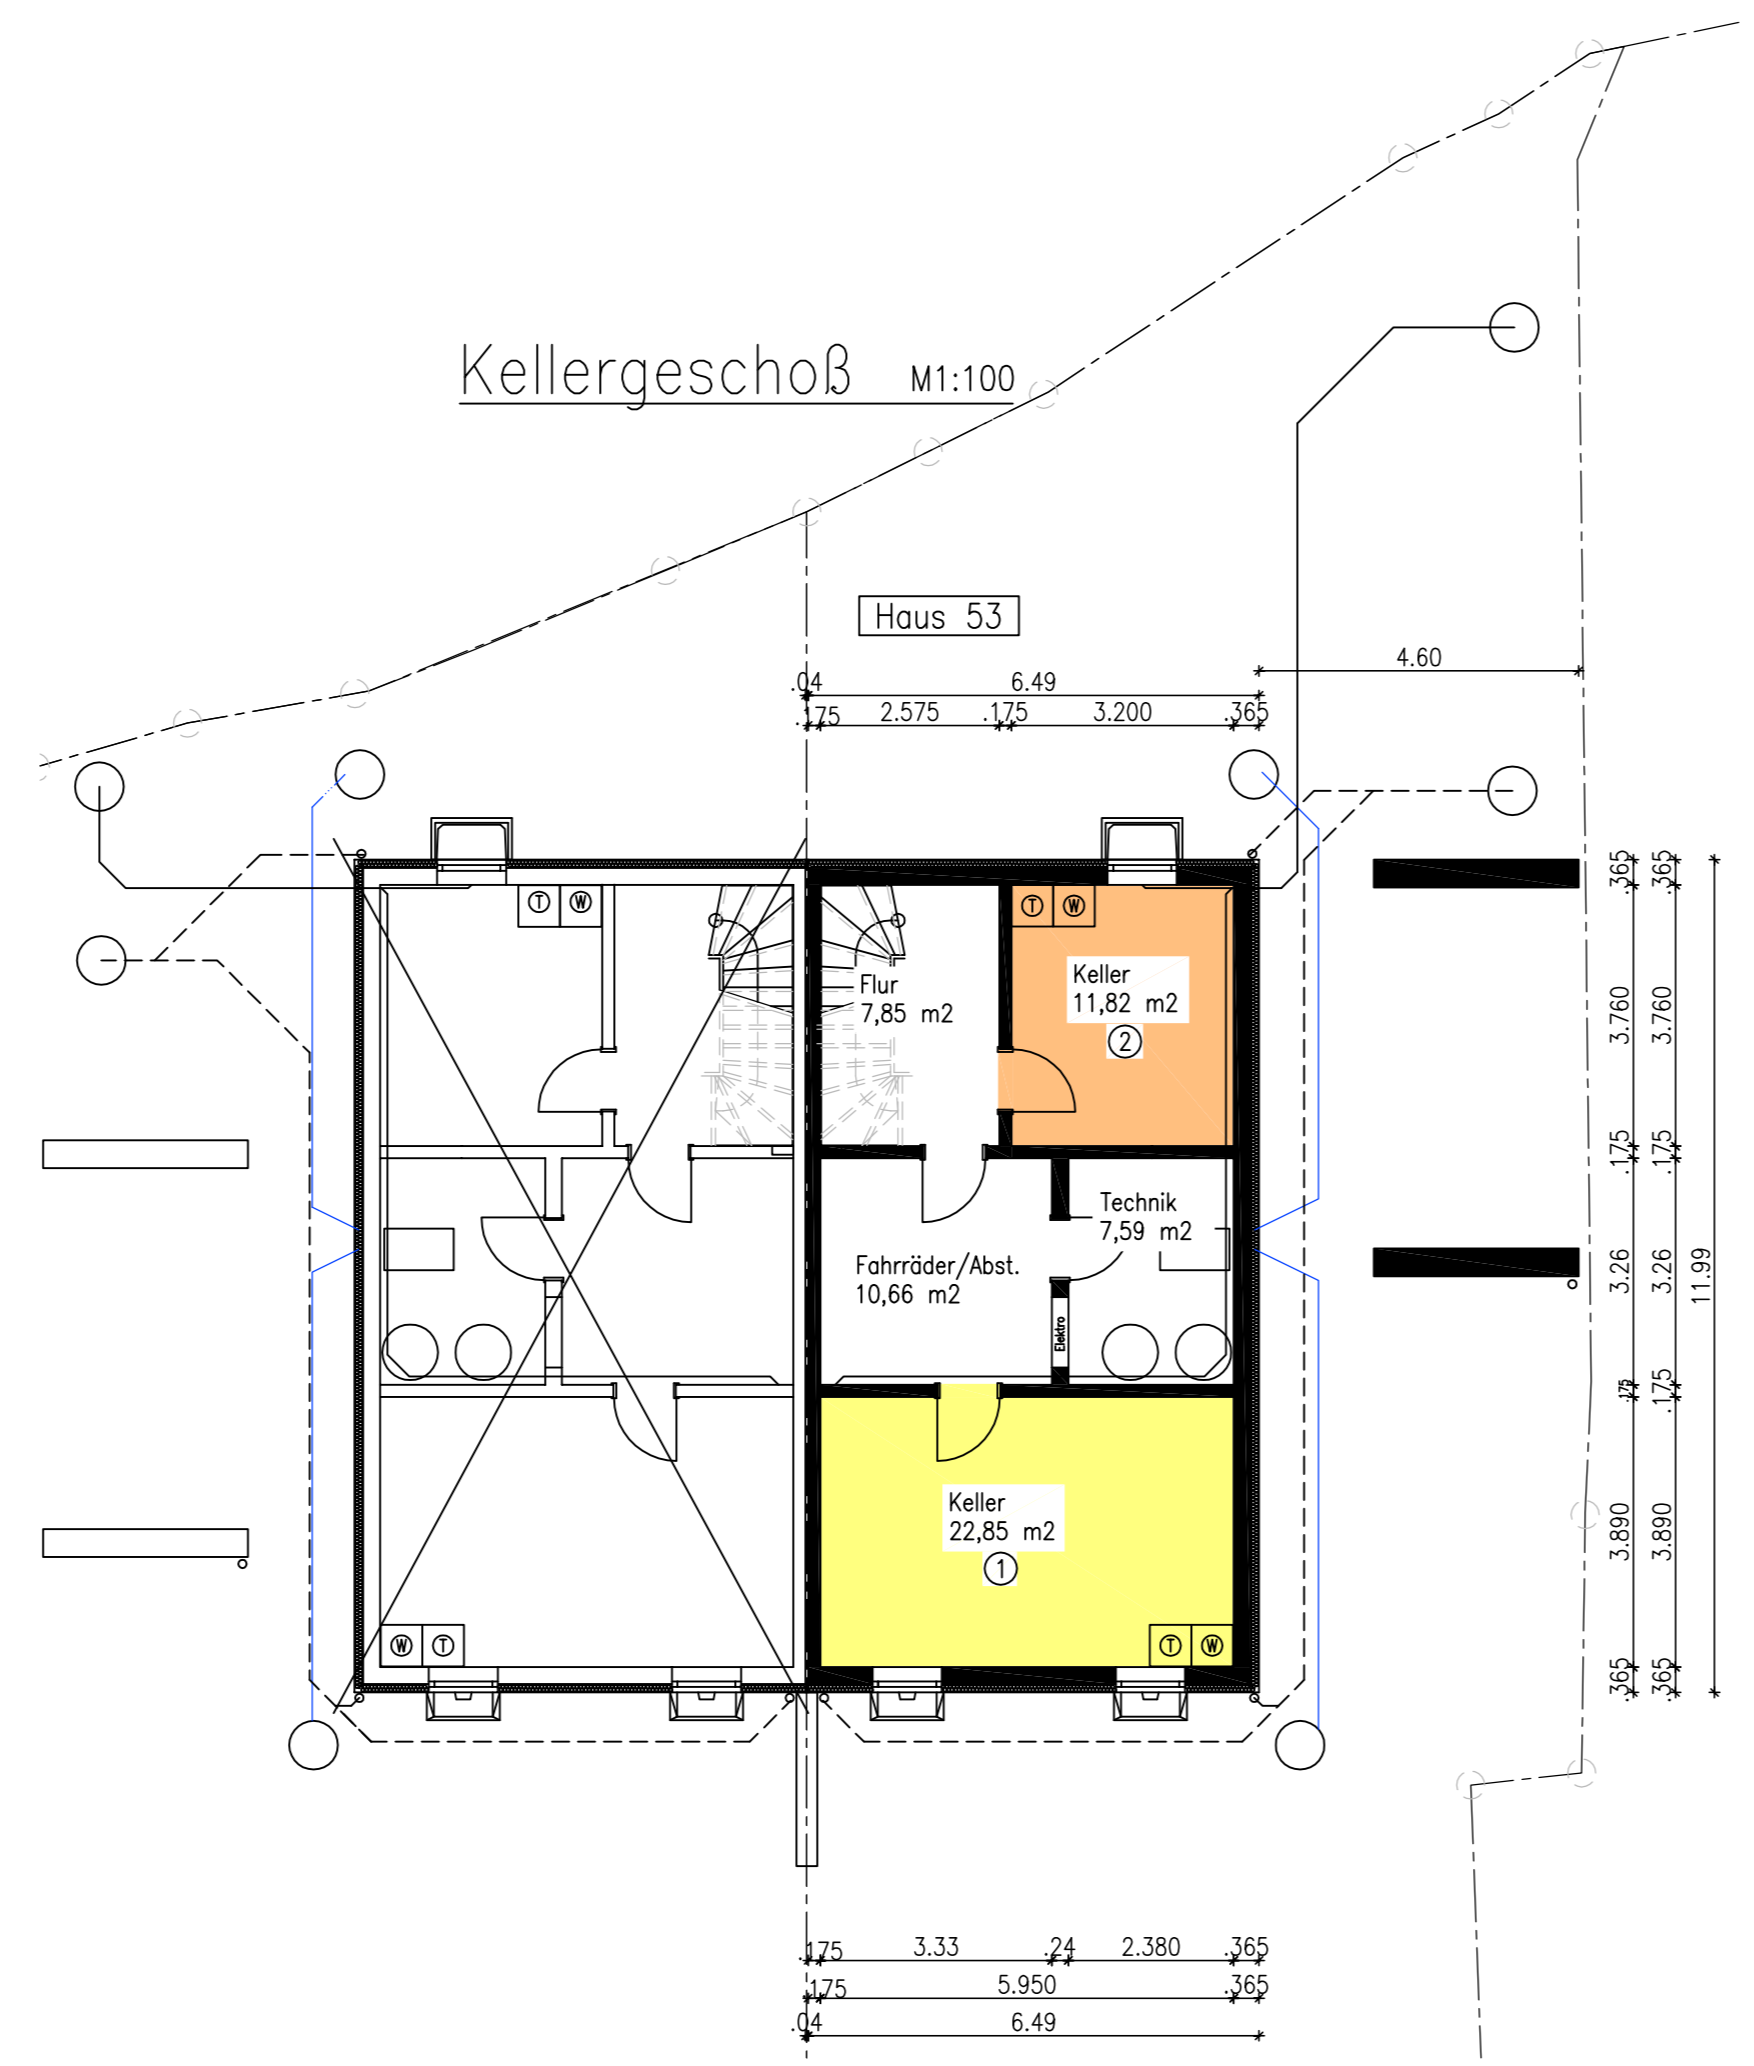 Kellergeschoß M1:100
Haus 53
4.60
.04 6.49
.175 2.575 .175 3.200 .365
T W
T W
Flur
7,85 m2
Keller
11,82 m2
2
Technik
7,59 m2
Fahrräder/Abst.
10,66 m2
Elektro
Keller
22,85 m2
1
W T
T W
.365 .365
3.760 3.760
.175 .175
3.26 3.26
11.99
.175 .175
3.890 3.890
.365 .365
.175 3.33 .24 2.380 .365
.175 5.950 .365
.04 6.49